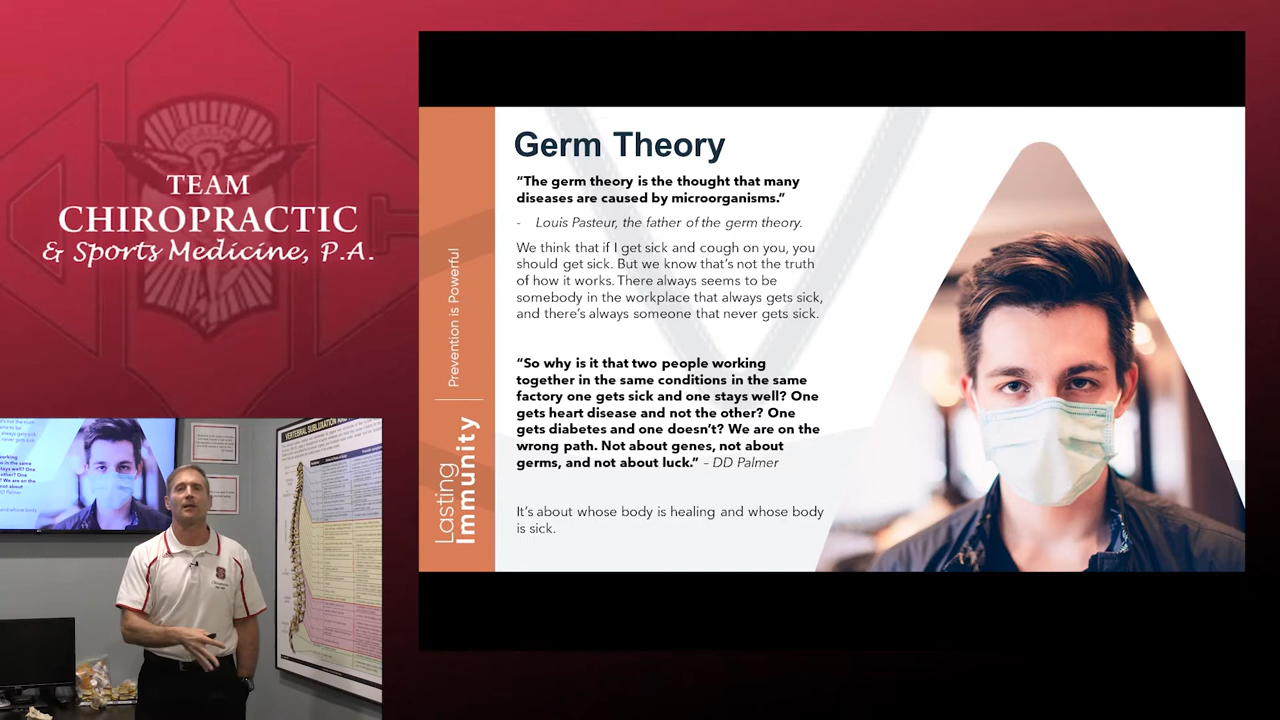 TEAM
CHIROPRACTIC
& Sports Medicine, P.A.
Germ Theory
“The germ theory is the thought that many
diseases are caused by microorganisms.”
- Louis Pasteur, the father of the germ theory.
We think that if I get sick and cough on you, you
should get sick. But we know that’s not the truth
of how it works. There always seems to be
somebody in the workplace that always gets sick,
and there’s always someone that never gets sick.
“So why is it that two people working
together in the same conditions in the same
factory one gets sick and one stays well? One
gets heart disease and not the other? One
gets diabetes and one doesn’t? We are on the
wrong path. Not about genes, not about
germs, and not about luck.” – DD Palmer
It’s about whose body is healing and whose body
is sick.
Lasting
Immunity
Prevention is Powerful
VERTEBRAL SUBLUXATION